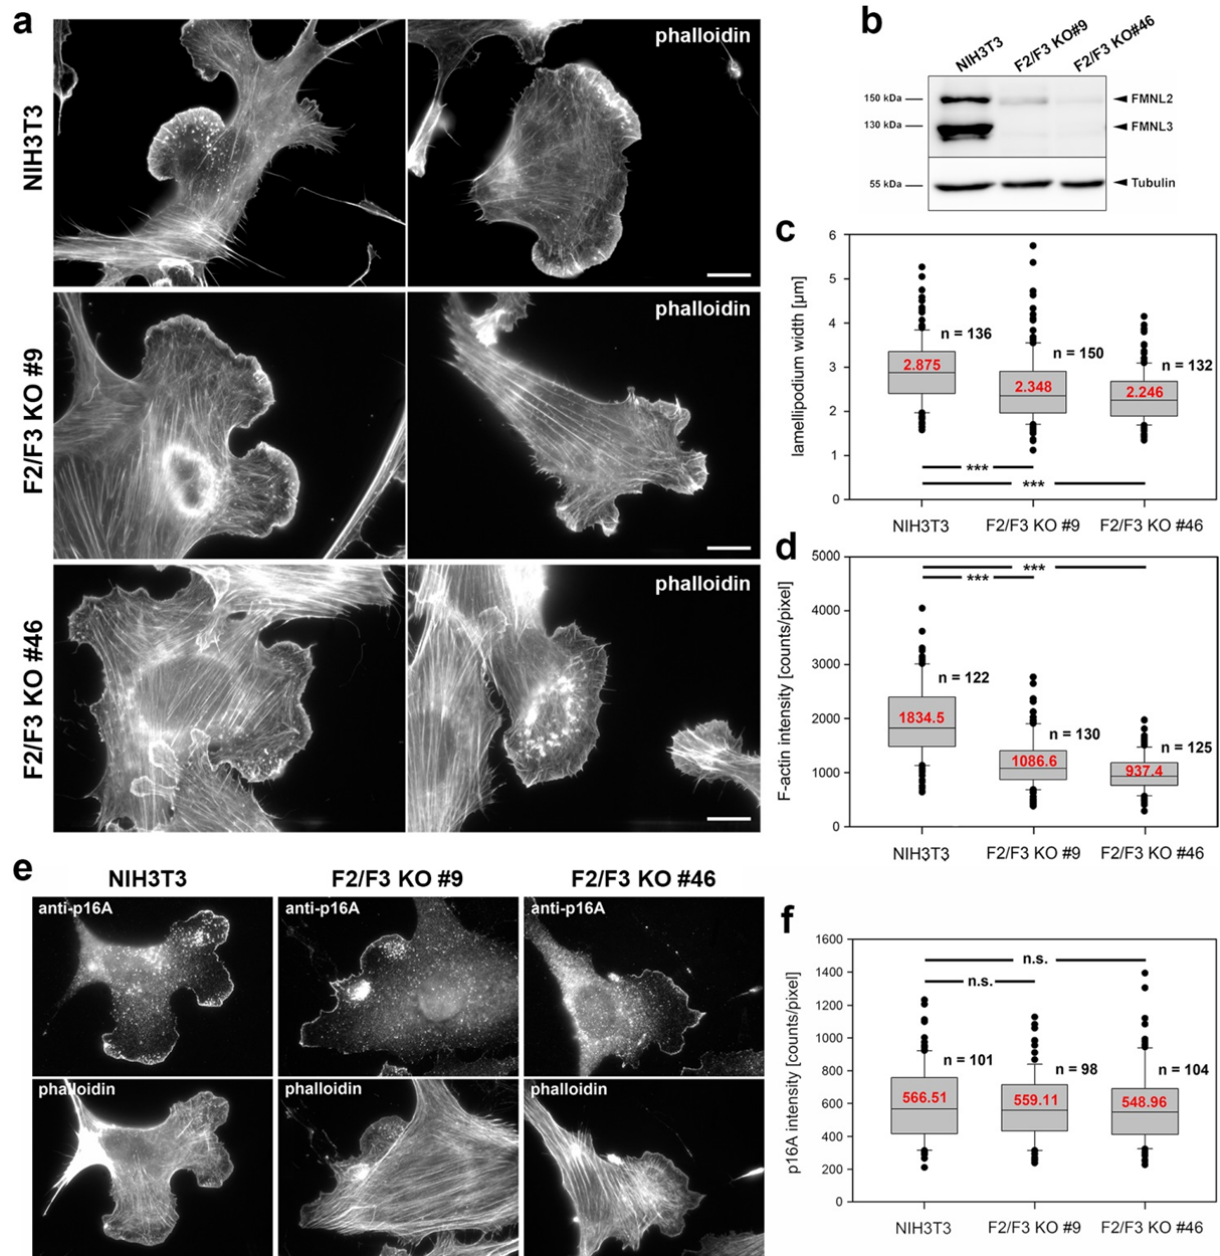 a
NIH3T3
phalloidin
F2/F3 KO #9
phalloidin
F2/F3 KO #46
phalloidin
b
NIH3T3
F2/F3 KO#9
F2/F3 KO#46
150 kDa
FMNL2
130 kDa
FMNL3
55 kDa
Tubulin
c
lamellipodium width [µm]
6
5
4
3
2
1
0
n = 136
n = 150
n = 132
2.875
2.348
2.246
***
***
NIH3T3
F2/F3 KO #9
F2/F3 KO #46
d
F-actin intensity [counts/pixel]
5000
4000
3000
2000
1000
0
***
***
n = 122
n = 130
n = 125
1834.5
1086.6
937.4
NIH3T3
F2/F3 KO #9
F2/F3 KO #46
e
NIH3T3
F2/F3 KO #9
F2/F3 KO #46
anti-p16A
anti-p16A
anti-p16A
phalloidin
phalloidin
phalloidin
f
p16A intensity [counts/pixel]
1600
1400
1200
1000
800
600
400
200
0
n.s.
n.s.
n = 101
n = 98
n = 104
566.51
559.11
548.96
NIH3T3
F2/F3 KO #9
F2/F3 KO #46